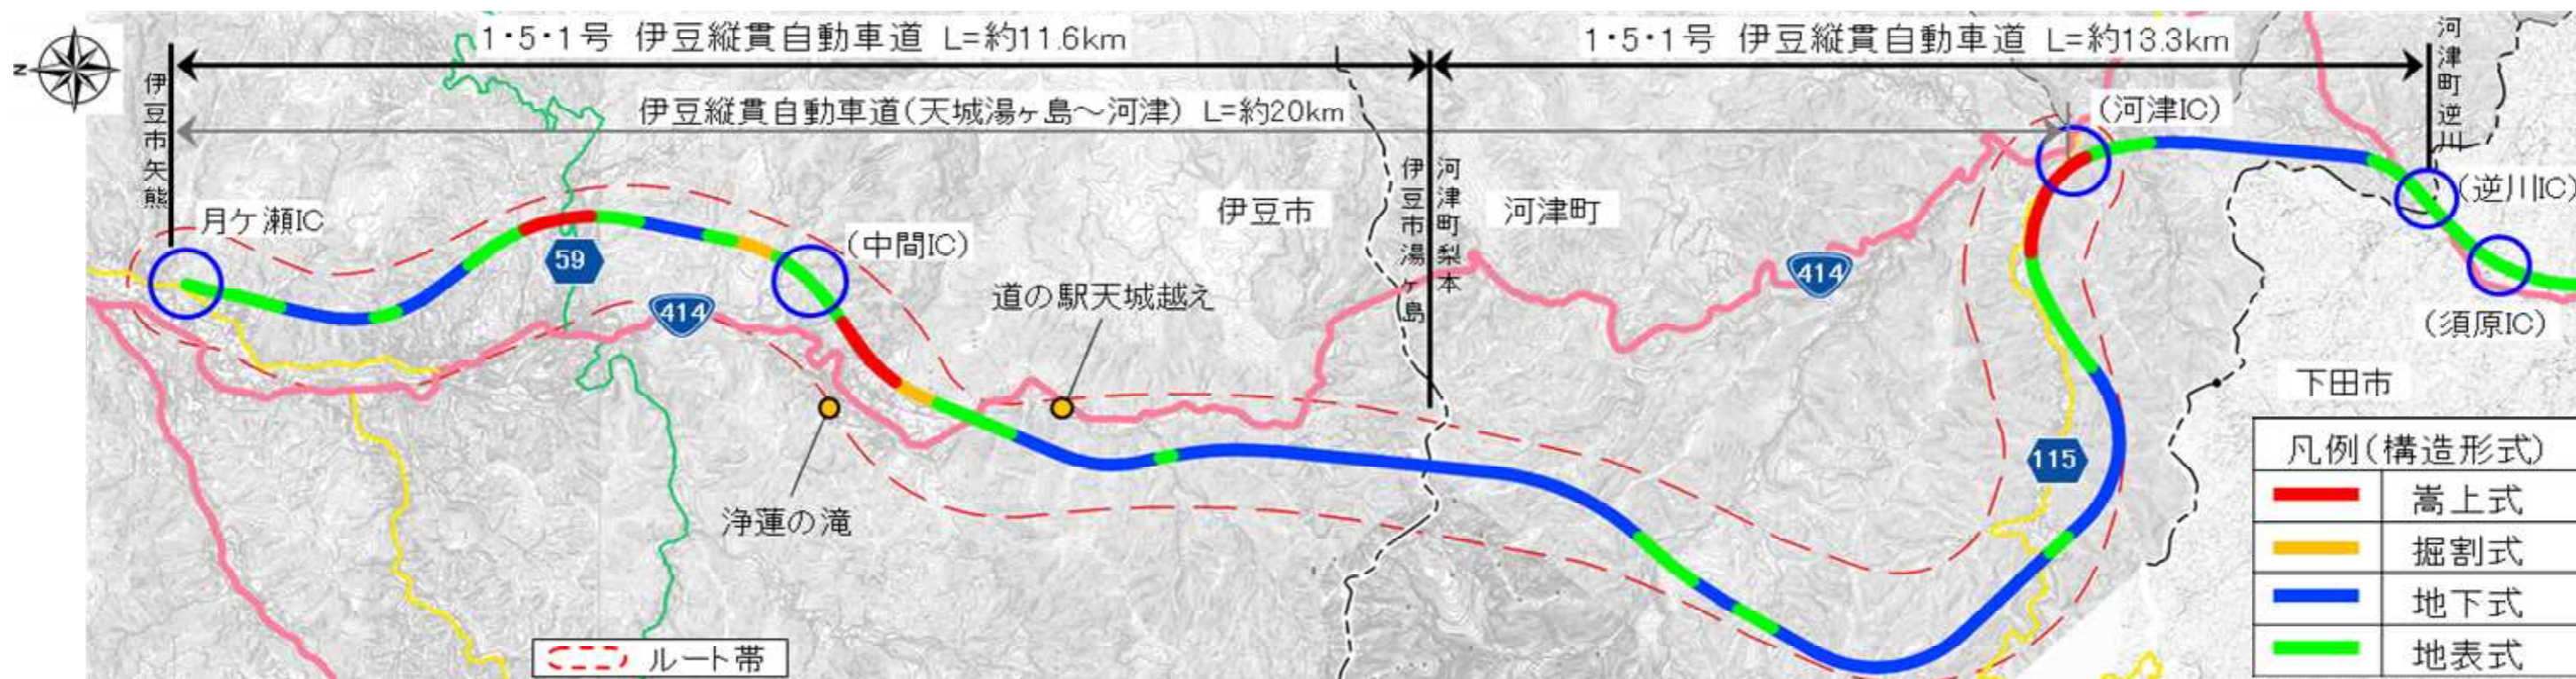 N
1・5・1号 伊豆縦貫自動車道 L=約11.6km
1・5・1号 伊豆縦貫自動車道 L=約13.3km
伊豆縦貫自動車道(天城湯ヶ島～河津) L=約20km
伊豆市矢熊
河津町逆川
(河津IC)
伊豆市湯ヶ島
河津町梨本
月ケ瀬IC
伊豆市
河津町
(逆川IC)
(中間IC)
59
414
414
道の駅天城越え
(須原IC)
下田市
115
浄蓮の滝
凡例(構造形式)
嵩上式
掘割式
地下式
地表式
ルート帯